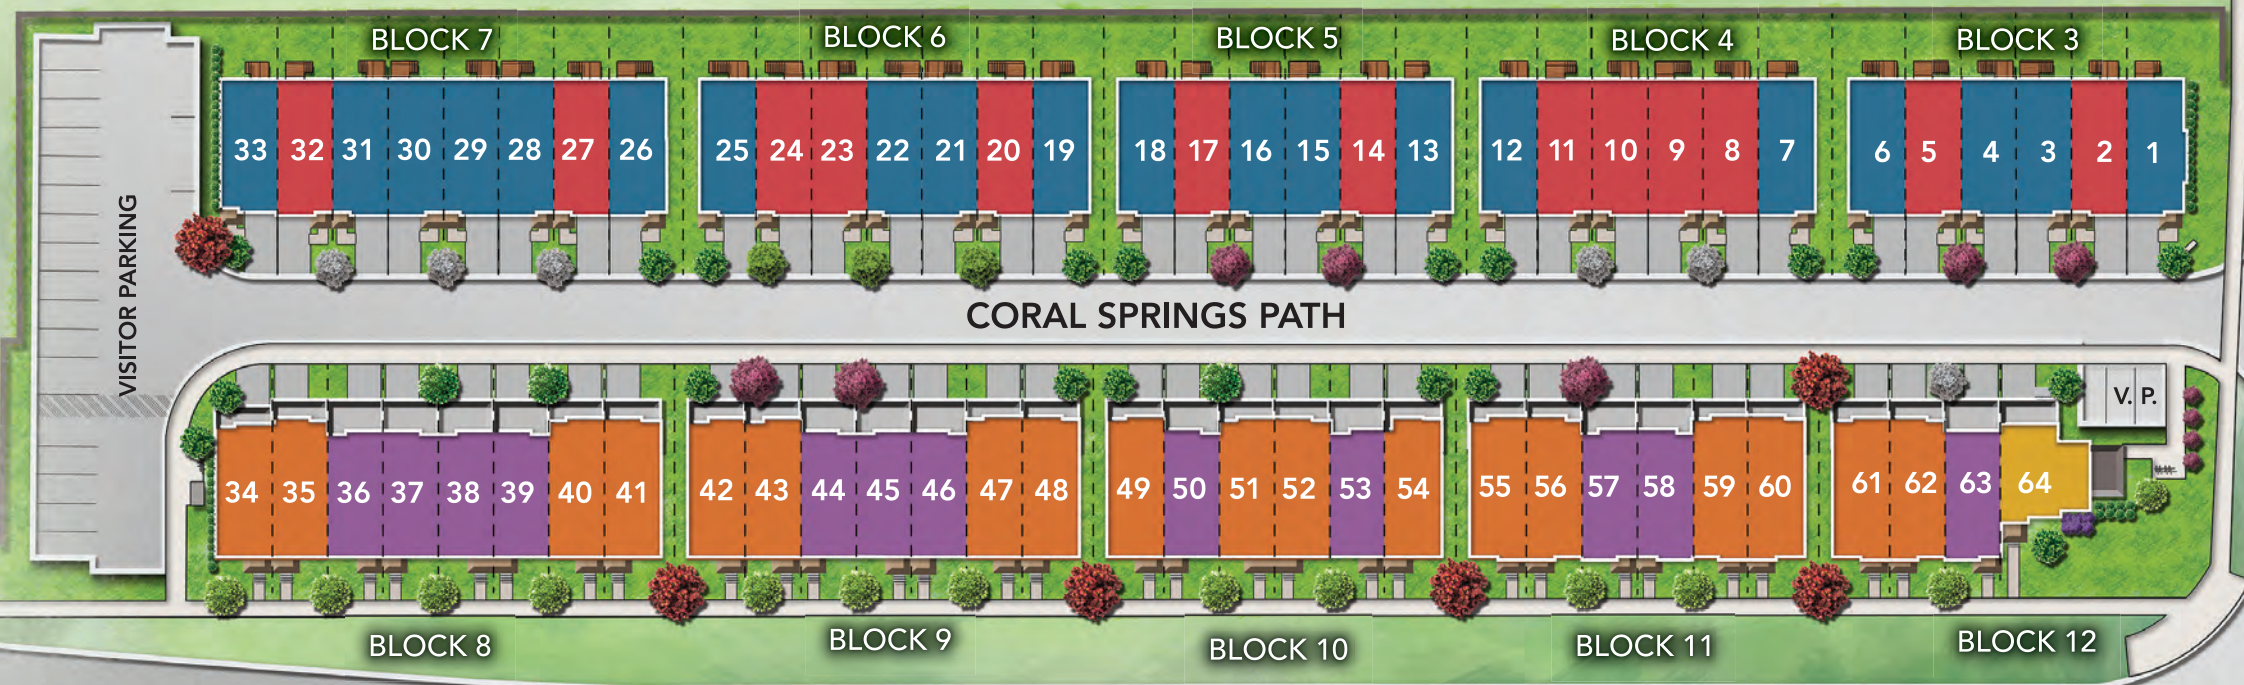 BLOCK 7 BLOCK 6 BLOCK 5 BLOCK 4 BLOCK 3
33 32 31 30 29 28 27 26 25 24 23 22 21 20 19 18 17 16 15 14 13 12 11 10 9 8 7 6 5 4 3 2 1
VISITOR PARKING
CORAL SPRINGS PATH
V. P.
34 35 36 37 38 39 40 41 42 43 44 45 46 47 48 49 50 51 52 53 54 55 56 57 58 59 60 61 62 63 64
BLOCK 8 BLOCK 9 BLOCK 10 BLOCK 11 BLOCK 12